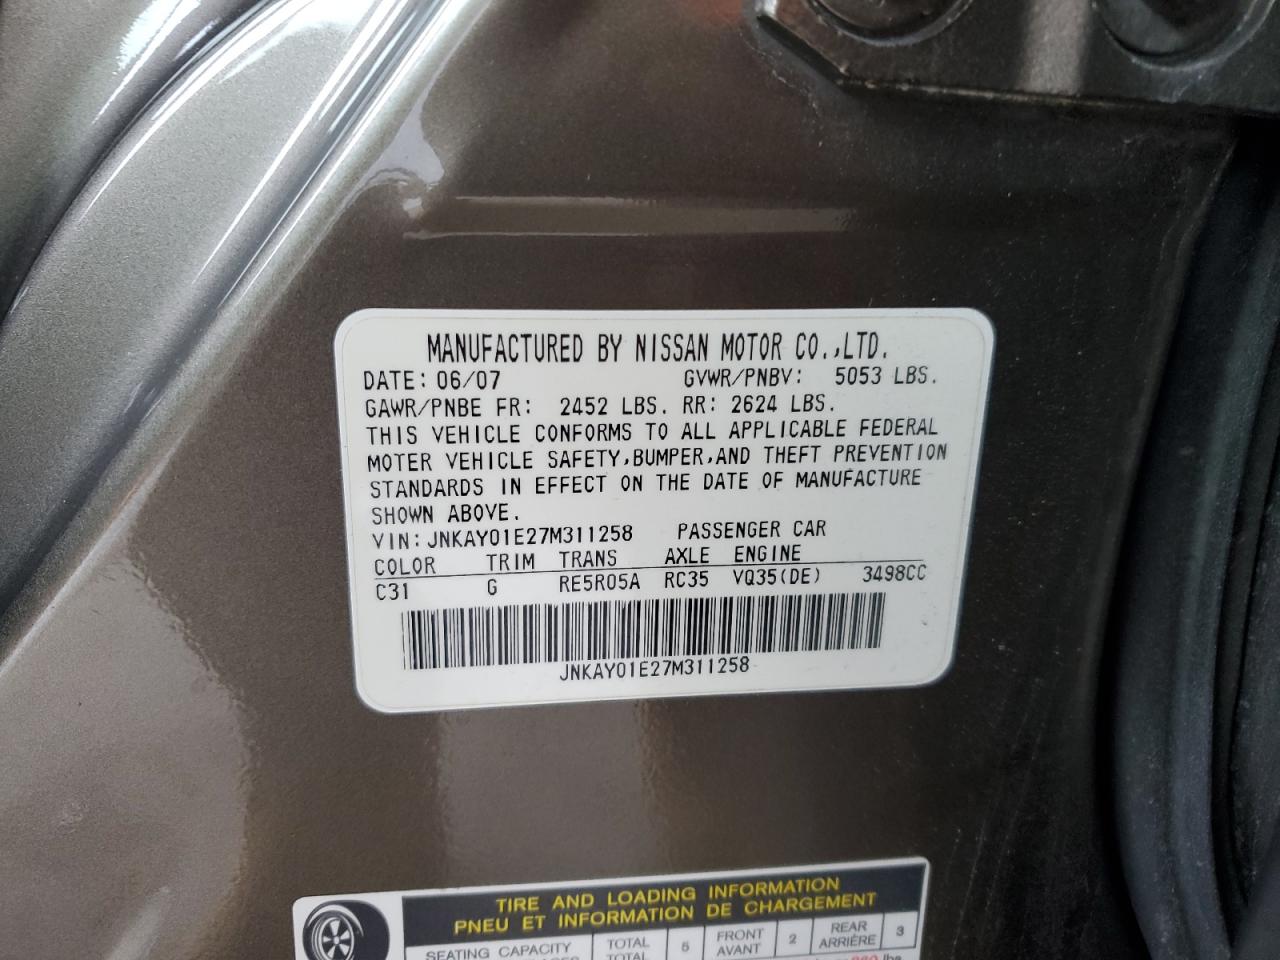 MANUFACTURED BY NISSAN MOTOR CO.,LTD.
DATE: 06/07 GVWR/PNBV: 5053 LBS.
GAWR/PNBE FR: 2452 LBS. RR: 2624 LBS.
THIS VEHICLE CONFORMS TO ALL APPLICABLE FEDERAL
MOTER VEHICLE SAFETY,BUMPER,AND THEFT PREVENTION
STANDARDS IN EFFECT ON THE DATE OF MANUFACTURE
SHOWN ABOVE.
VIN: JNKAY01E27M311258 PASSENGER CAR
COLOR TRIM TRANS AXLE ENGINE
C31 G RE5R05A RC35 VQ35(DE) 3498CC
JNKAY01E27M311258
TIRE AND LOADING INFORMATION
PNEU ET INFORMATION DE CHARGEMENT
SEATING CAPACITY TOTAL 5 FRONT 2 REAR 3
TOTAL AVANT ARRIÈRE
lbs